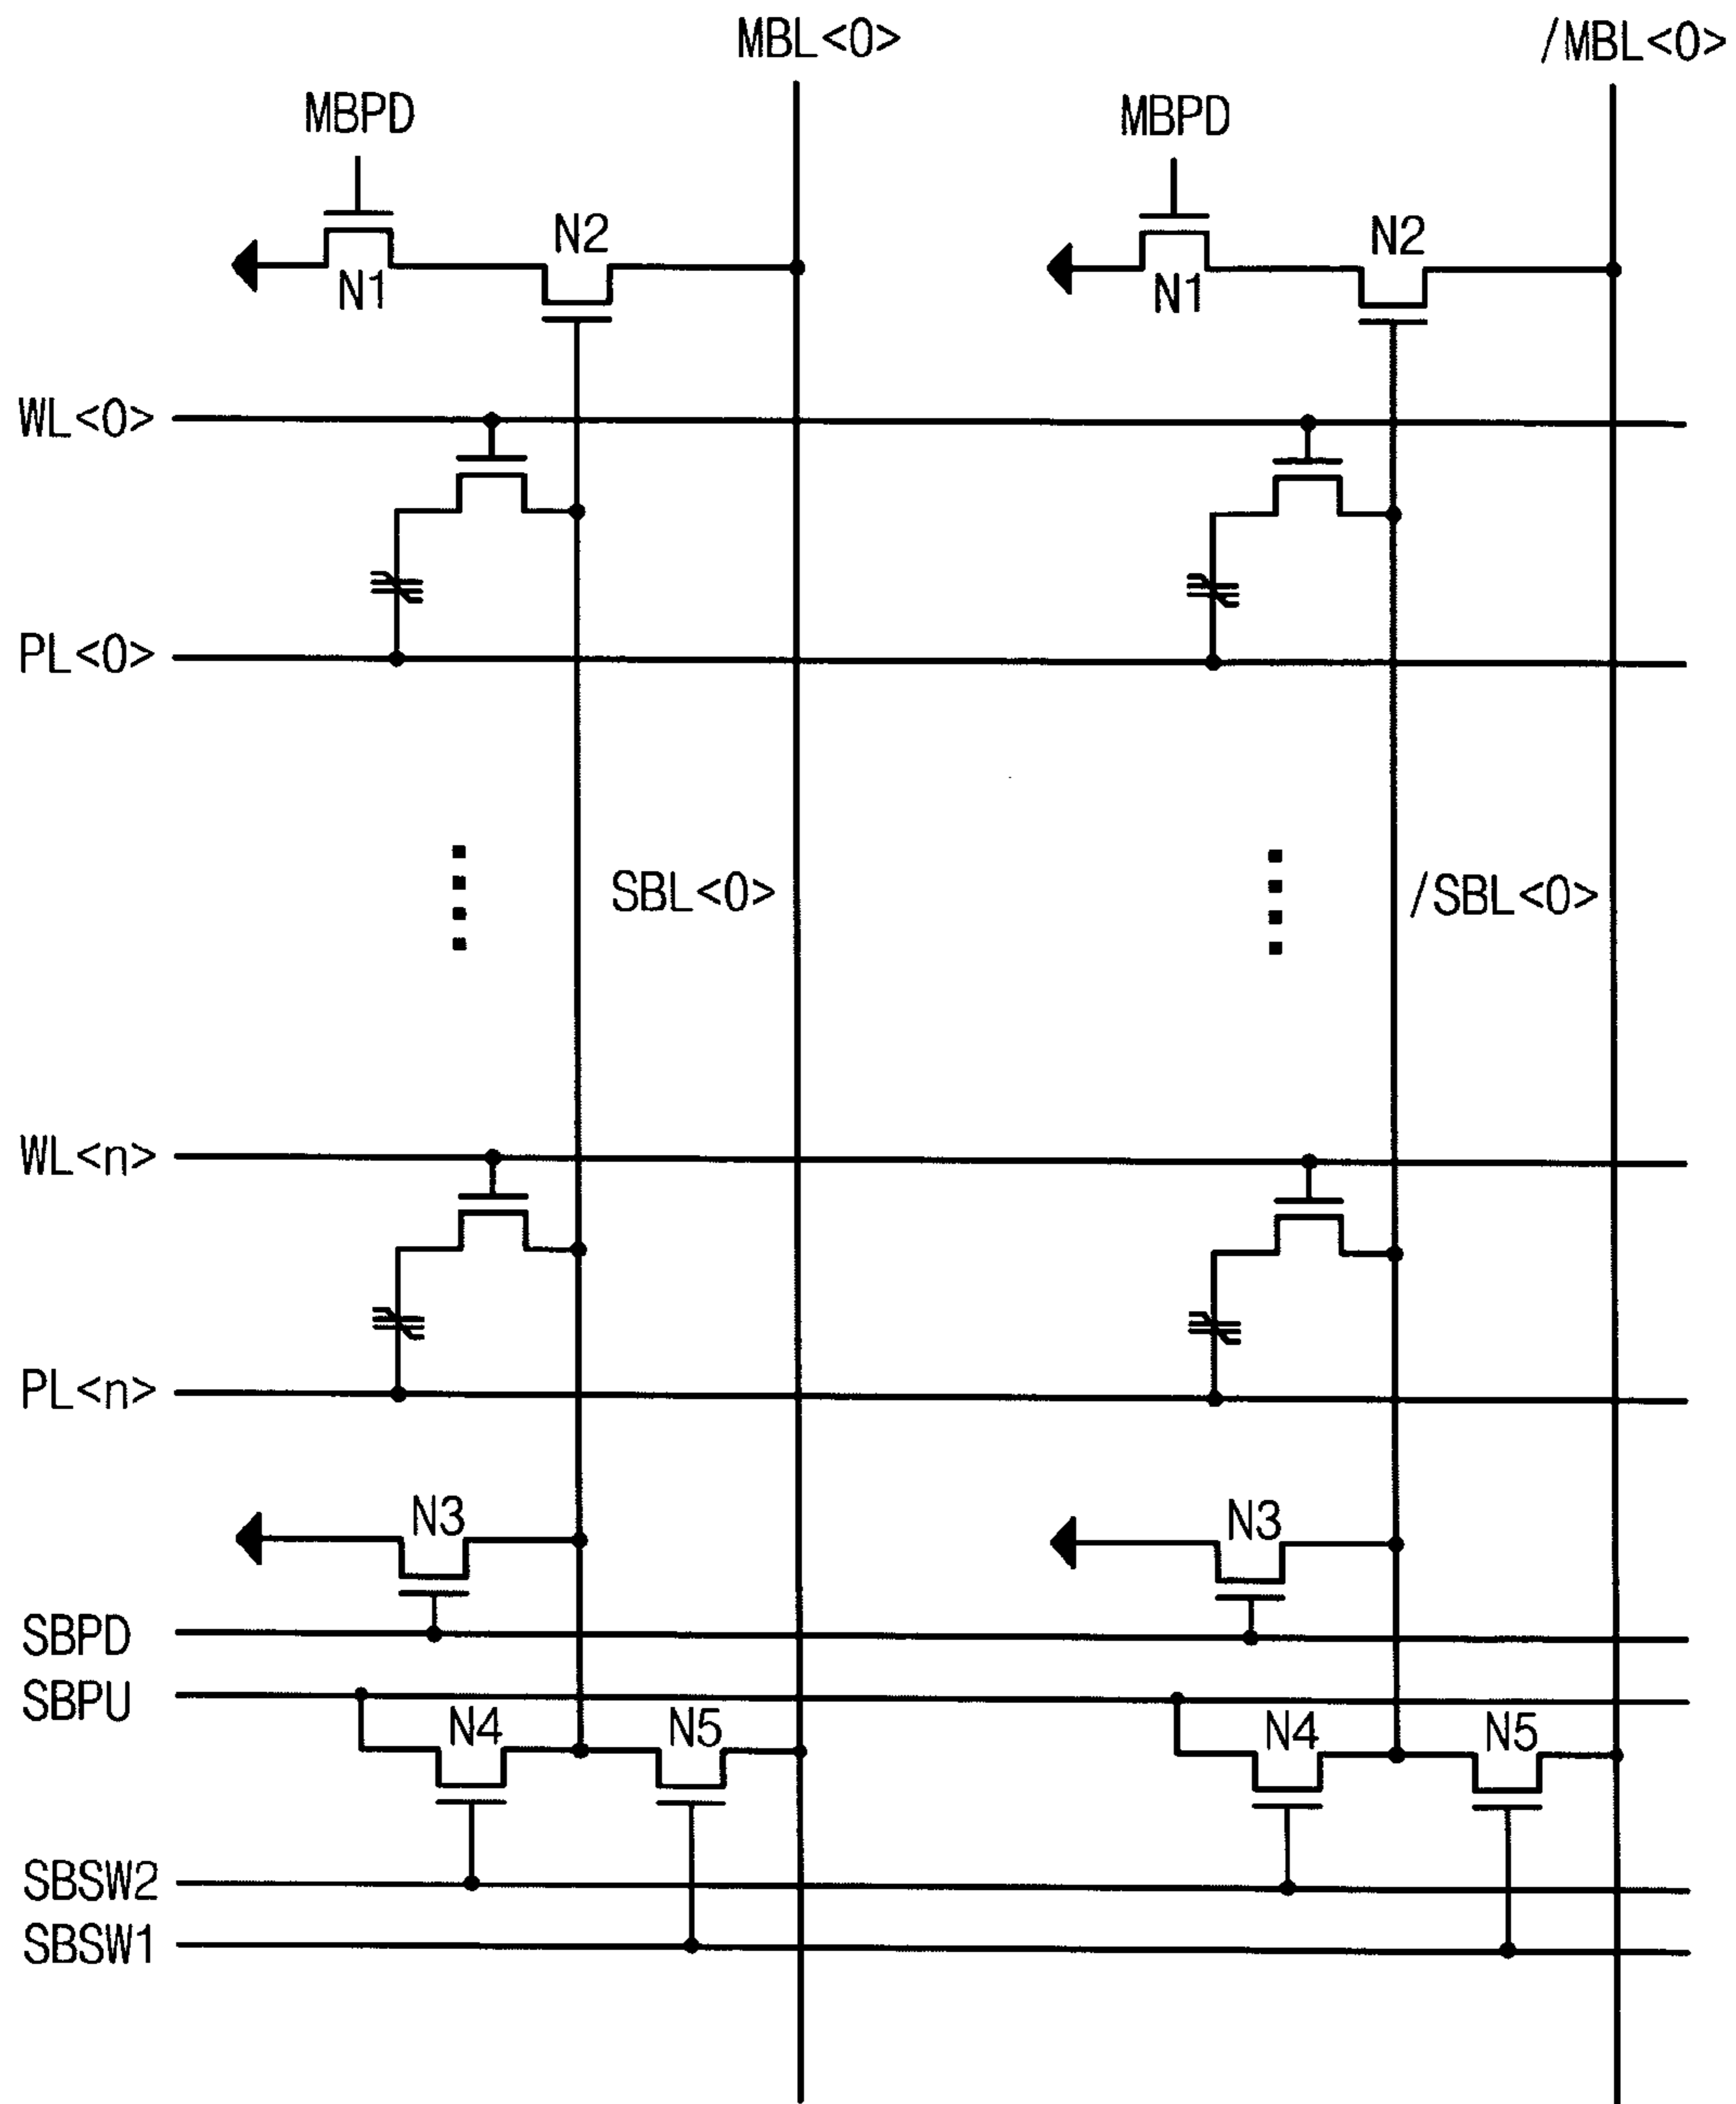 MBL<0> /MBL<0>
MBPD MBPD
N2 N2
N1 N1
WL<0>
PL<0>
SBL<0> /SBL<0>
WL<n>
PL<n>
N3 N3
SBPD
SBPU
N4 N5 N4 N5
SBSW2
SBSW1